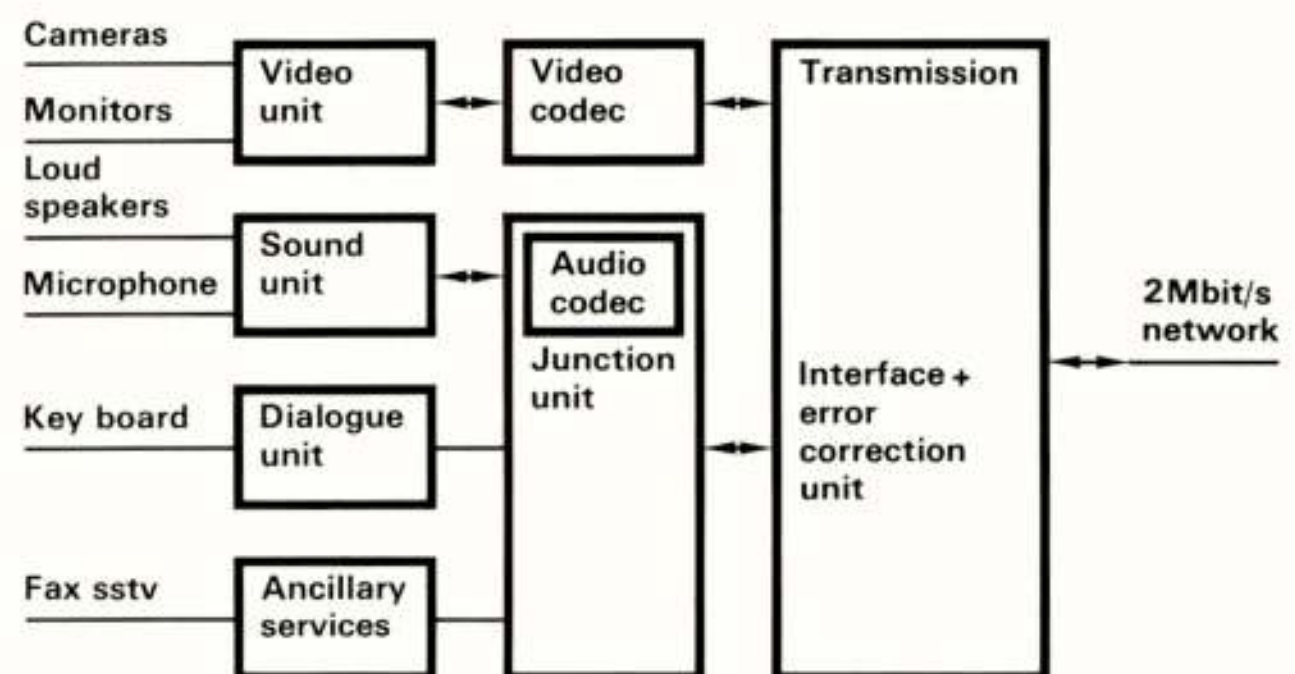 Cameras
Monitors
Loud
speakers
Microphone
Key board
Fax sstv
Video
unit
Sound
unit
Dialogue
unit
Ancillary
services
Video
codec
Audio
codec
Junction
unit
Transmission
Interface +
error
correction
unit
2Mbit/s
network